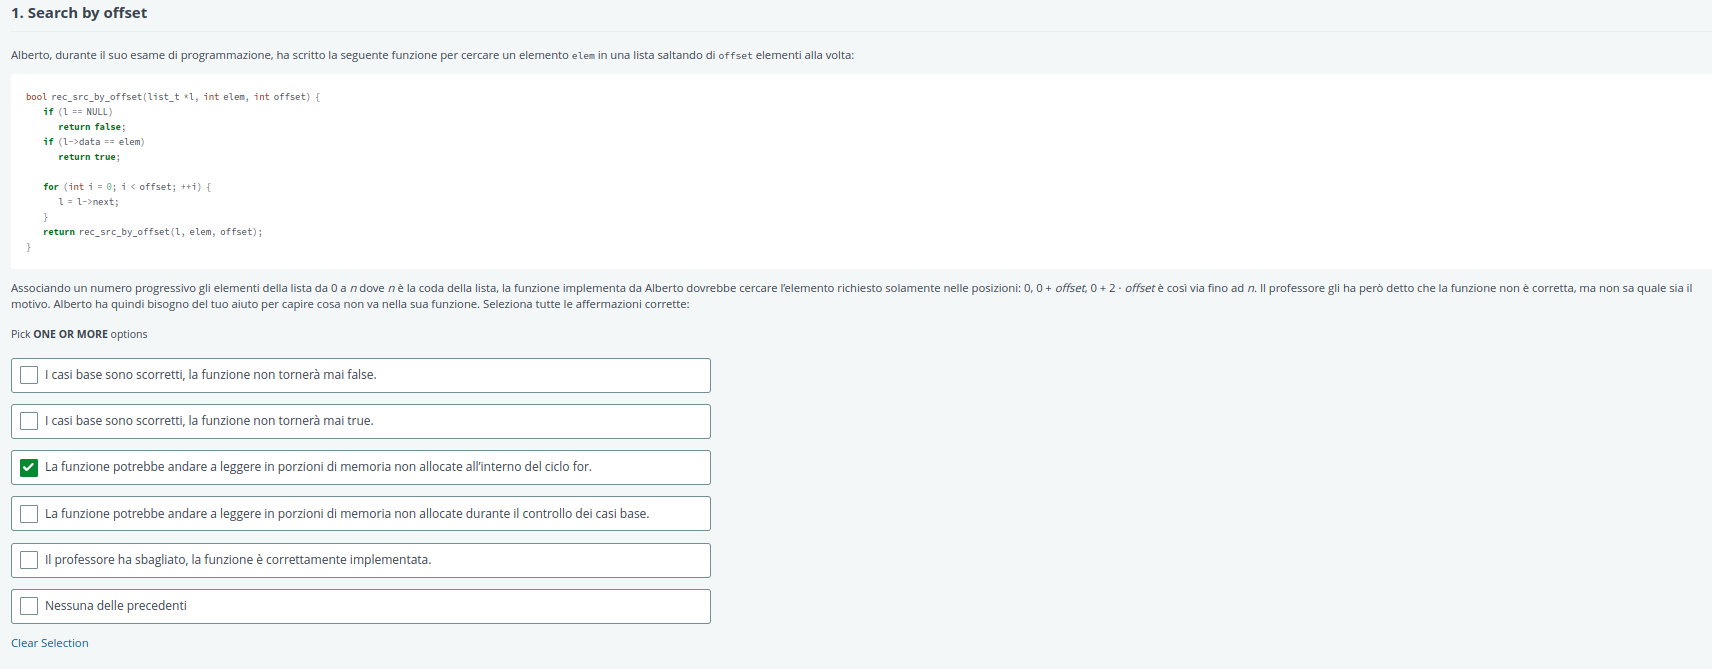 1. Search by offset
Alberto, durante il suo esame di programmazione, ha scritto la seguente funzione per cercare un elemento elem in una lista saltando di offset elementi alla volta:
bool rec_src_by_offset(list_t *l, int elem, int offset) {
if (l == NULL)
return false;
if (l->data == elem)
return true;
for (int i = 0; i < offset; ++i) {
l = l->next;
}
return rec_src_by_offset(l, elem, offset);
}
Associando un numero progressivo gli elementi della lista da 0 a n dove n è la coda della lista, la funzione implementa da Alberto dovrebbe cercare l'elemento richiesto solamente nelle posizioni: 0, 0 + offset, 0 + 2 · offset è così via fino ad n. Il professore gli ha però detto che la funzione non è corretta, ma non sa quale sia il
motivo. Alberto ha quindi bisogno del tuo aiuto per capire cosa non va nella sua funzione. Seleziona tutte le affermazioni corrette:
Pick ONE OR MORE options
I casi base sono scorretti, la funzione non tornerà mai false.
I casi base sono scorretti, la funzione non tornerà mai true.
La funzione potrebbe andare a leggere in porzioni di memoria non allocate all'interno del ciclo for.
La funzione potrebbe andare a leggere in porzioni di memoria non allocate durante il controllo dei casi base.
Il professore ha sbagliato, la funzione è correttamente implementata.
Nessuna delle precedenti
Clear Selection